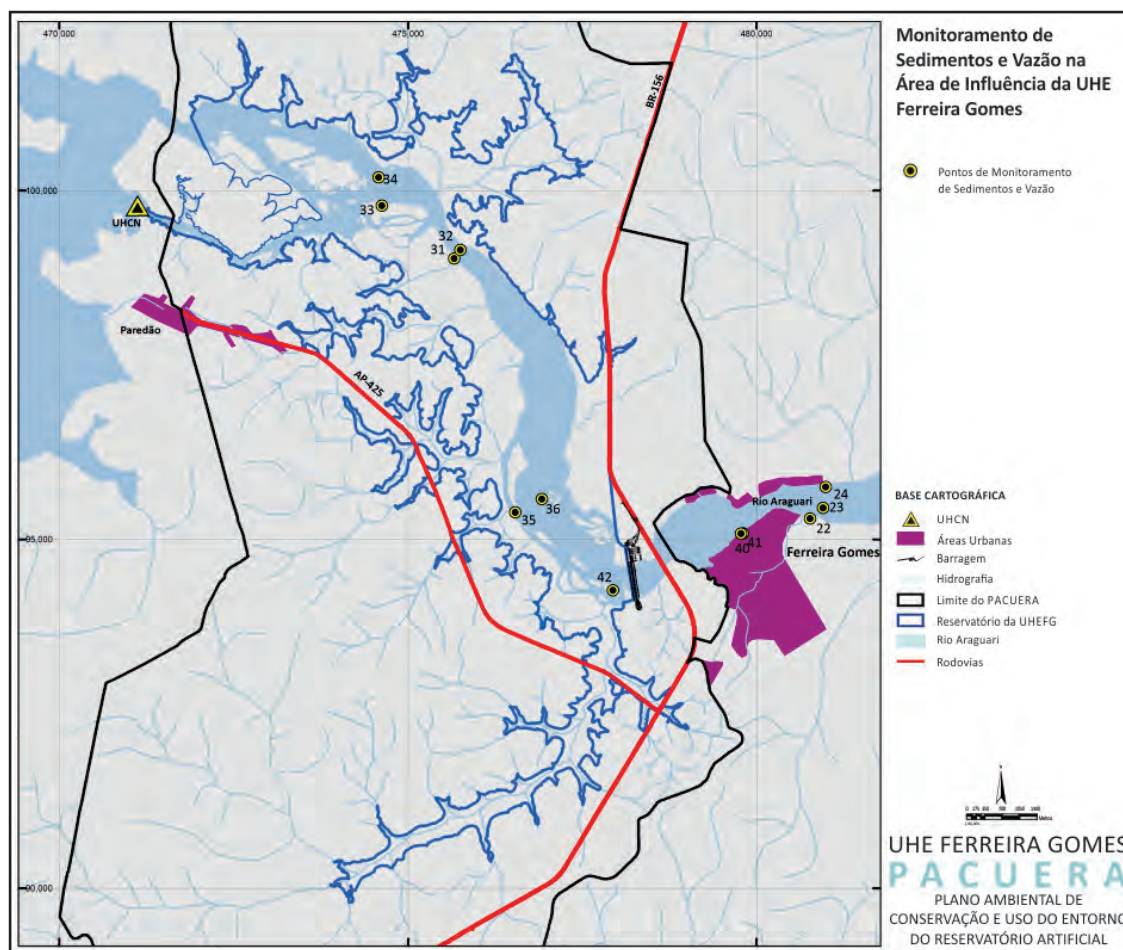 470,000
475,000
480,000
Monitoramento de
Sedimentos e Vazão na
Área de Influência da UHE
Ferreira Gomes
Pontos de Monitoramento
de Sedimentos e Vazão
BR-156
100,000
34
33
UHCN
32
31
Paredão
AP-425
36
35
24
Rio Araguari
23
22
95,000
40
41
Ferreira Gomes
42
BASE CARTOGRÁFICA
UHCN
Áreas Urbanas
Barragem
Hidrografia
Limite do PACUERA
Reservatório da UHEFG
Rio Araguari
Rodovias
90,000
UHE FERREIRA GOMES
PACUERA
PLANO AMBIENTAL DE
CONSERVAÇÃO E USO DO ENTORNO
DO RESERVATÓRIO ARTIFICIAL